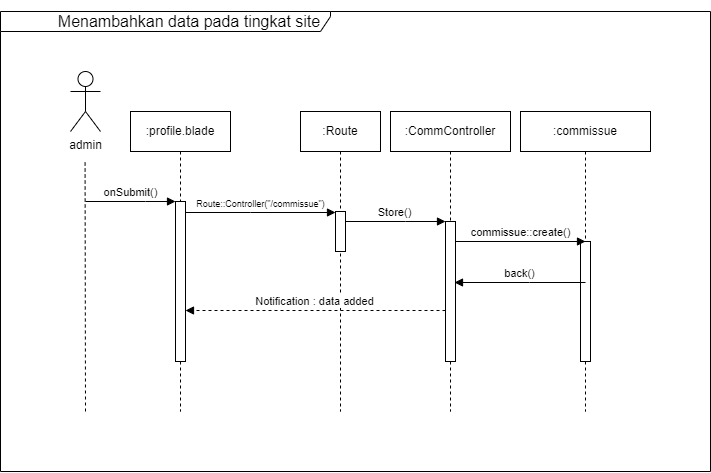 Menambahkan data pada tingkat site
admin
:profile.blade
:Route
:CommController
:commissue
onSubmit()
Route::Controller("/commissue")
Store()
commissue::create()
back()
Notification : data added